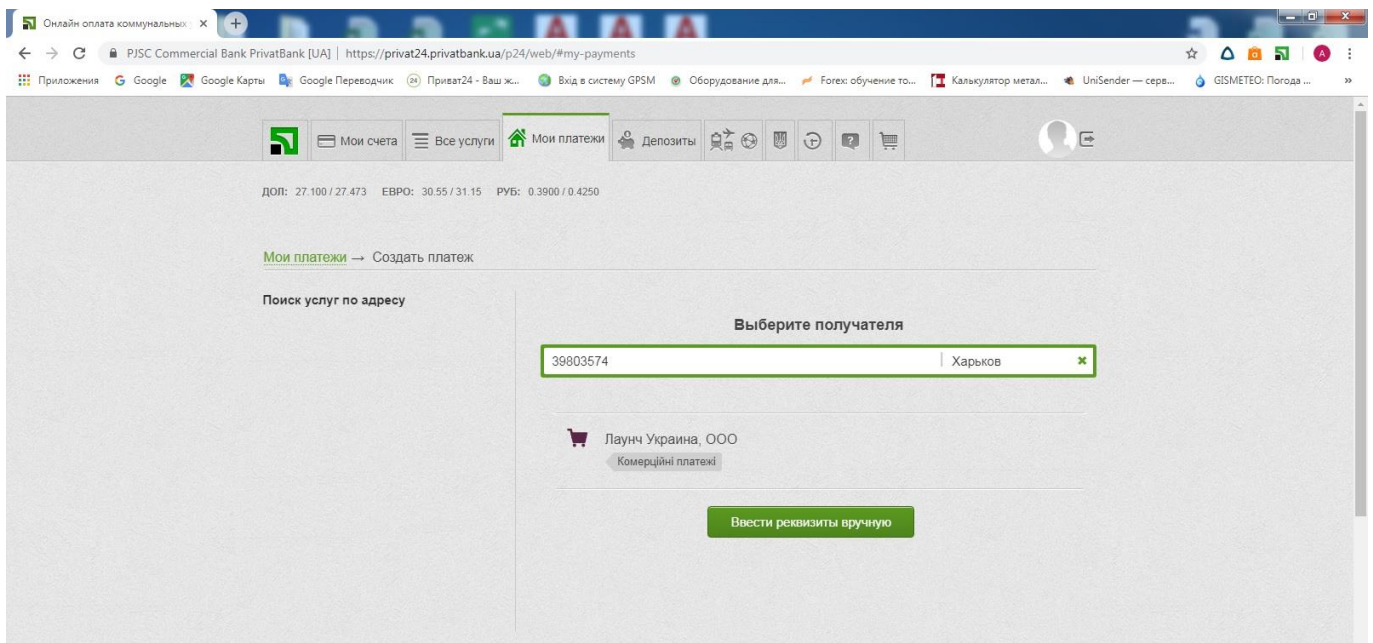 Онлайн оплата коммунальных
PJSC Commercial Bank PrivatBank [UA] | https://privat24.privatbank.ua/p24/web/#my-payments
Приложения Google Google Карты Google Переводчик Приват24 - Ваш ж... Вхід в систему GPSM Оборудование для... Forex: обучение то... Калькулятор метал... UniSender — серв... GISMETEO: Погода ... »
Мои счета Все услуги Мои платежи Депозиты
ДОЛ: 27.100 / 27.473 ЕВРО: 30.55 / 31.15 РУБ: 0.3900 / 0.4250
Мои платежи → Создать платеж
Поиск услуг по адресу
Выберите получателя
39803574 Харьков
Лаунч Украина, ООО
Комерційні платежі
Ввести реквизиты вручную